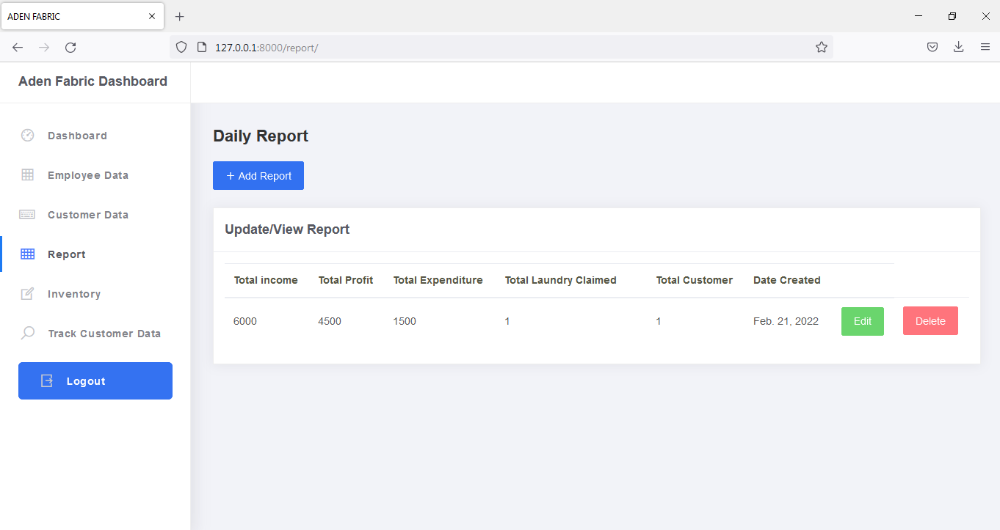 ADEN FABRIC
127.0.0.1:8000/report/
Aden Fabric Dashboard
Dashboard
Employee Data
Customer Data
Report
Inventory
Track Customer Data
Logout
Daily Report
+ Add Report
Update/View Report
Total income Total Profit Total Expenditure Total Laundry Claimed Total Customer Date Created
6000 4500 1500 1 1 Feb. 21, 2022 Edit Delete